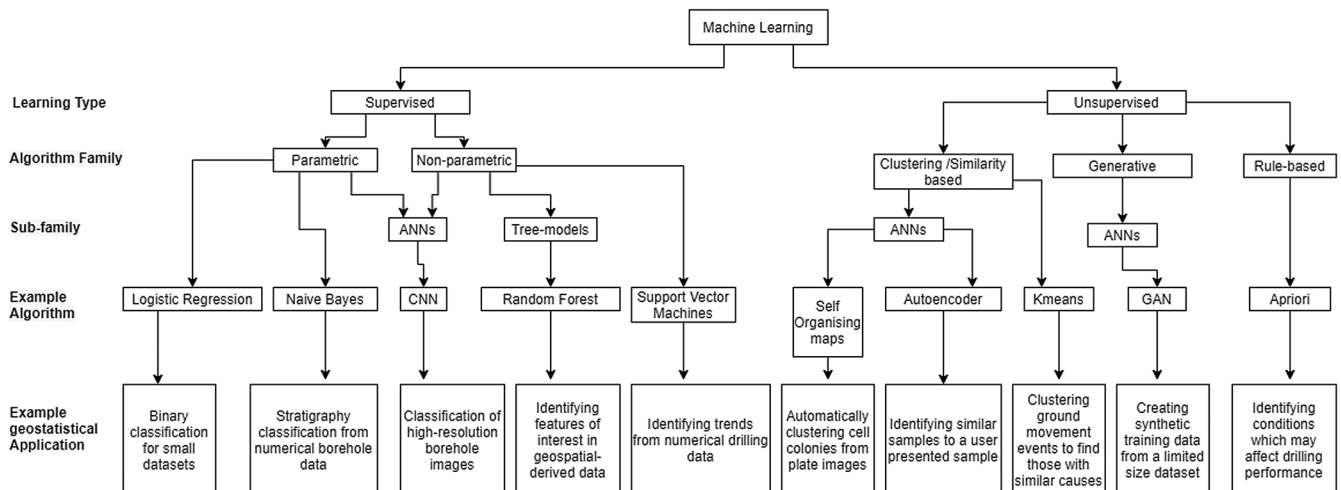 Machine Learning
Learning Type
Supervised
Unsupervised
Algorithm Family
Parametric
Non-parametric
Clustering /Similarity
based
Generative
Rule-based
Sub-family
ANNs
Tree-models
ANNs
ANNs
Example
Algorithm
Logistic Regression
Naive Bayes
CNN
Random Forest
Support Vector
Machines
Self
Organising
maps
Autoencoder
Kmeans
GAN
Apriori
Example
geostatistical
Application
Binary
classification
for small
datasets
Stratigraphy
classification from
numerical borehole
data
Classification of
high-resolution
borehole
images
Identifying
features of
interest in
geospatial-
derived data
Identifying trends
from numerical drilling
data
Automatically
clustering cell
colonies from
plate images
Identifying similar
samples to a user
presented sample
Clustering
ground
movement
events to find
those with
similar causes
Creating
synthetic
training data
from a limited
size dataset
Identifying
conditions
which may
affect drilling
performance